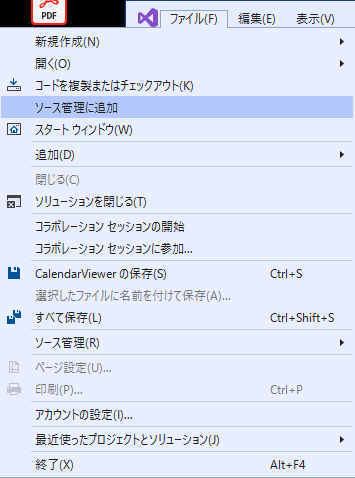 PDF
ファイル(F) 編集(E) 表示(V)
新規作成(N)
開く(O)
コードを複製またはチェックアウト(K)
ソース管理に追加
スタート ウィンドウ(W)
追加(D)
閉じる(C)
ソリューションを閉じる(T)
コラボレーション セッションの開始
コラボレーション セッションに参加...
CalendarViewer の保存(S) Ctrl+S
選択したファイルに名前を付けて保存(A)...
すべて保存(L) Ctrl+Shift+S
ソース管理(R)
ページ設定(U)...
印刷(P)... Ctrl+P
アカウントの設定(I)...
最近使ったプロジェクトとソリューション(J)
終了(X) Alt+F4